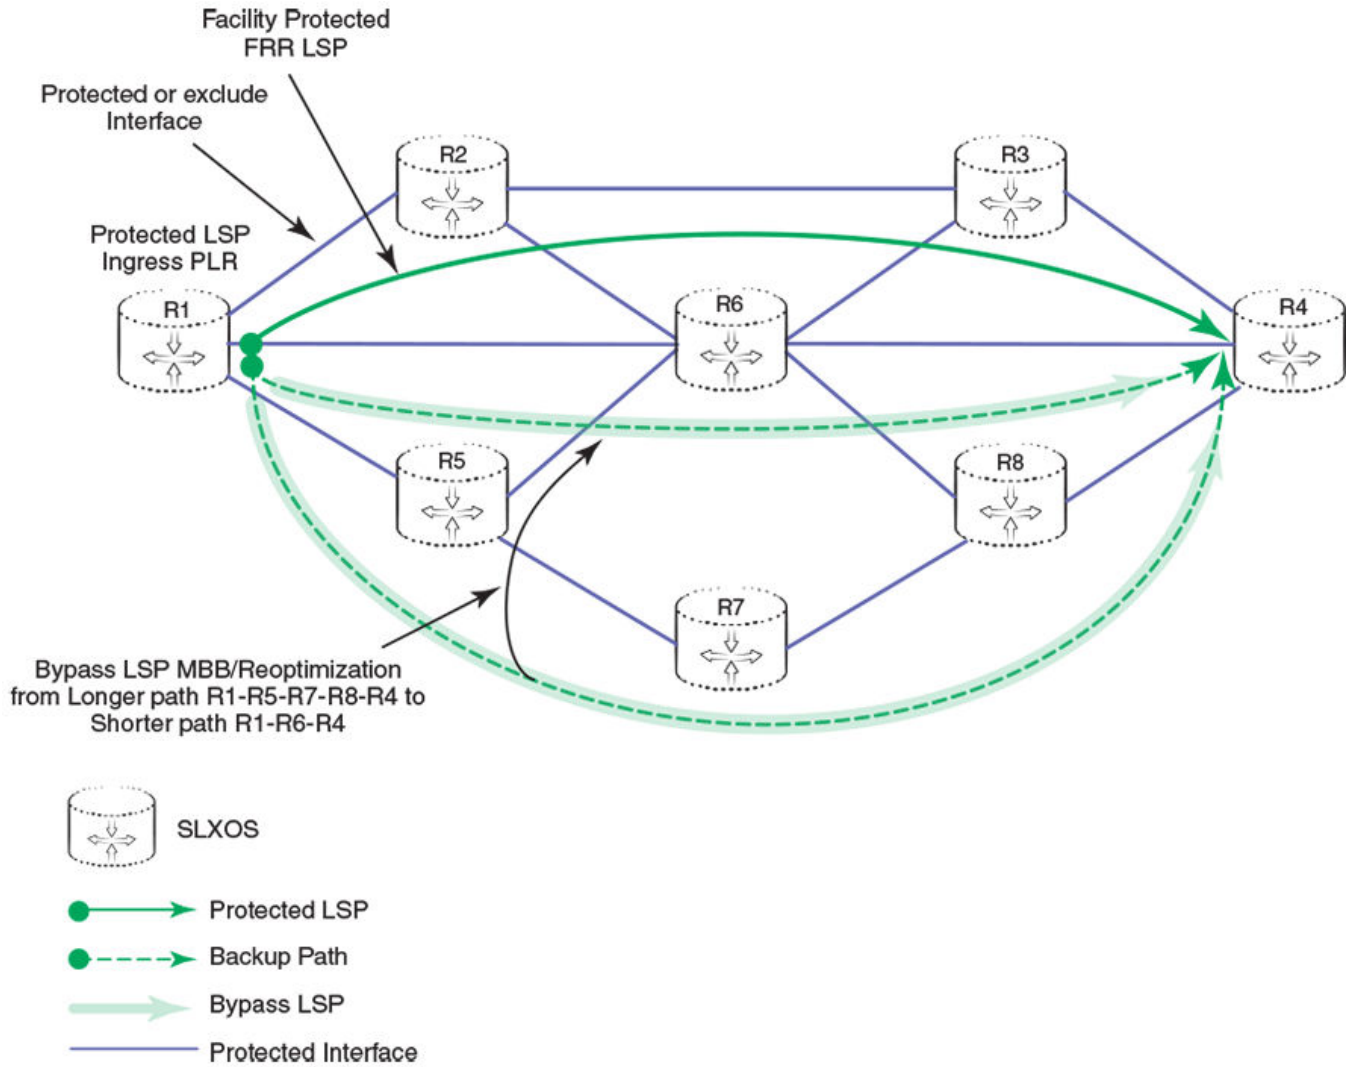 Facility Protected
FRR LSP
Protected or exclude
Interface
R2
R3
Protected LSP
Ingress PLR
R1
R6
R4
R5
R8
R7
Bypass LSP MBB/Reoptimization
from Longer path R1-R5-R7-R8-R4 to
Shorter path R1-R6-R4
SLXOS
Protected LSP
Backup Path
Bypass LSP
Protected Interface